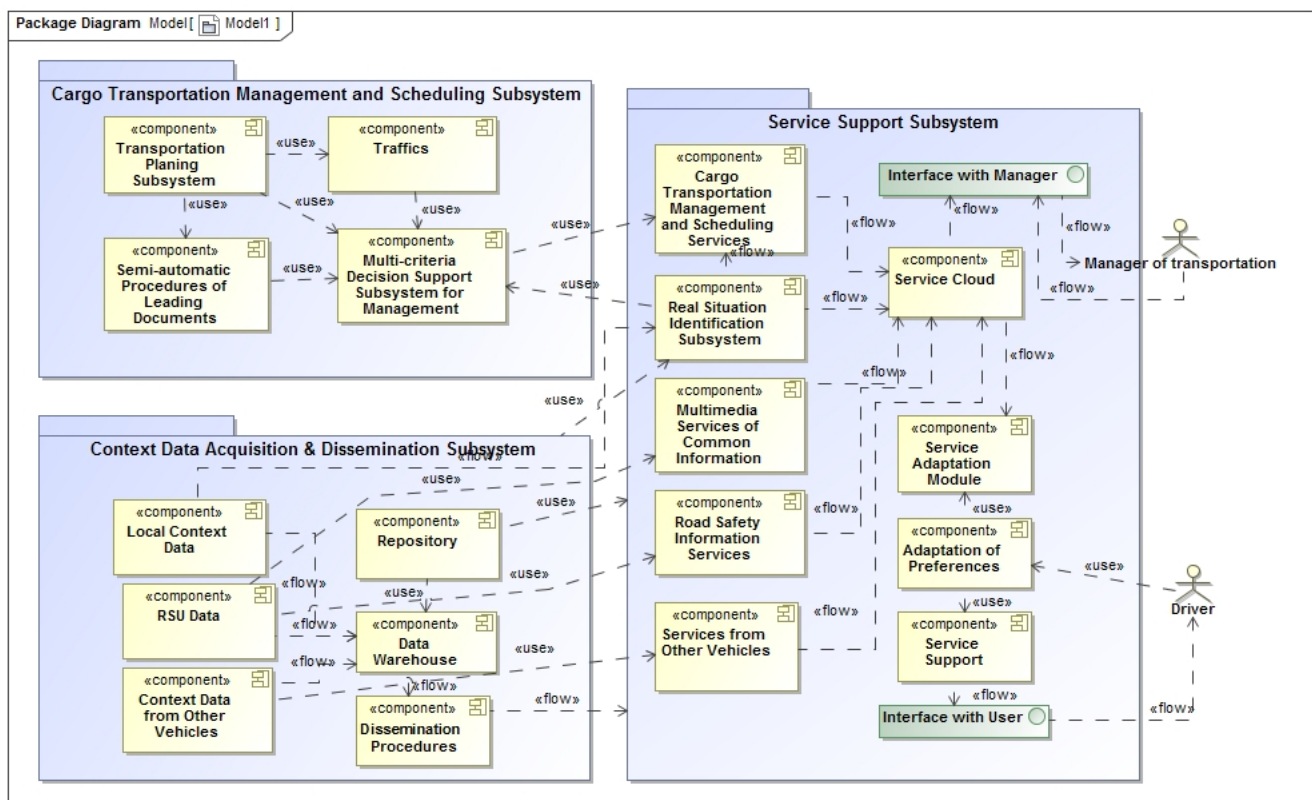 Package Diagram Model[ Model1 ]
Cargo Transportation Management and Scheduling Subsystem
«component»
Transportation
Planing
Subsystem
«use»
«component»
Traffics
«use»
«use»
«use»
«component»
Semi-automatic
Procedures of
Leading
Documents
«use»
«component»
Multi-criteria
Decision Support
Subsystem for
Management
«use»
«use»
Context Data Acquisition & Dissemination Subsystem
«use»
«flow»
«use»
«component»
Local Context
Data
«component»
Repository
«use»
«flow»
«component»
RSU Data
«use»
«use»
«flow»
«component»
Data
Warehouse
«use»
«component»
Context Data
from Other
Vehicles
«flow»
«flow»
«component»
Dissemination
Procedures
«flow»
Service Support Subsystem
«component»
Cargo
Transportation
Management
and Scheduling
Services
«flow»
«flow»
Interface with Manager
«flow»
«component»
Service Cloud
Manager of transportation
«flow»
«component»
Real Situation
Identification
Subsystem
«flow»
«flow»
«flow»
«component»
Multimedia
Services of
Common
Information
«component»
Service
Adaptation
Module
«component»
Road Safety
Information
Services
«flow»
«use»
«component»
Adaptation of
Preferences
«use»
Driver
«use»
«component»
Services from
Other Vehicles
«flow»
«component»
Service
Support
«flow»
Interface with User
«flow»